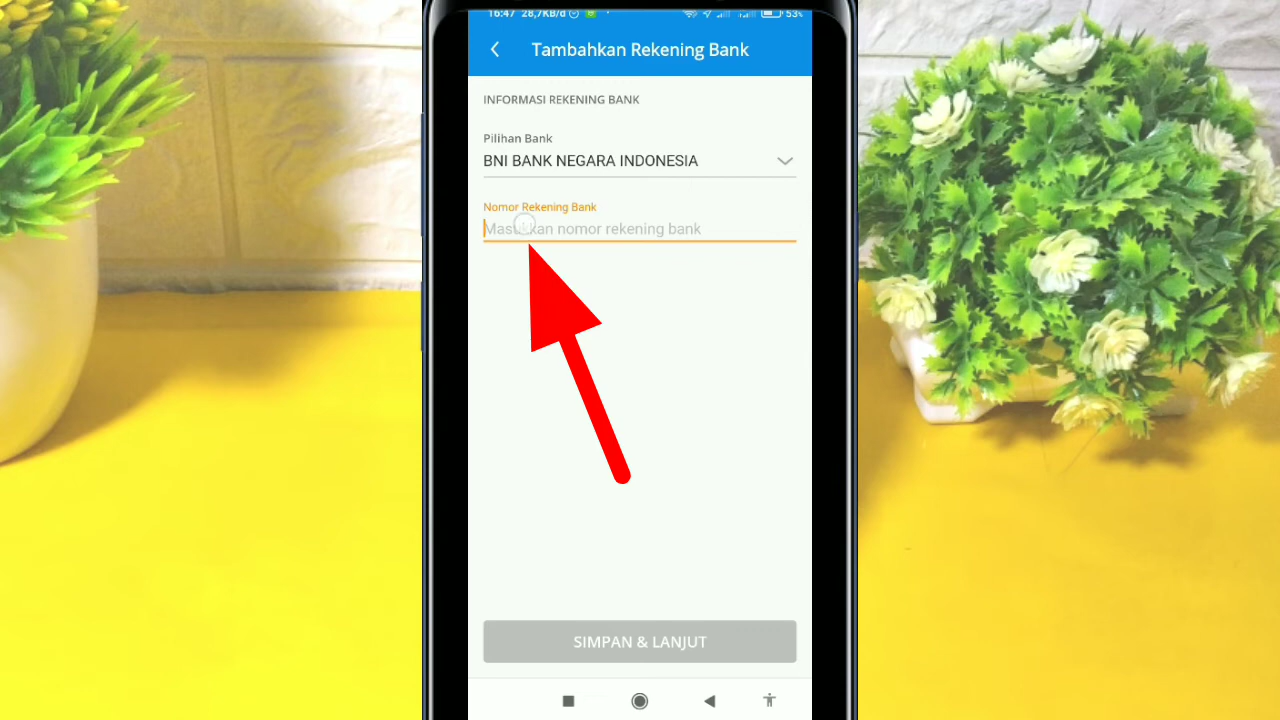 16:47 28,7KB/d 53%
Tambahkan Rekening Bank
INFORMASI REKENING BANK
Pilihan Bank
BNI BANK NEGARA INDONESIA
Nomor Rekening Bank
Masukkan nomor rekening bank
SIMPAN & LANJUT